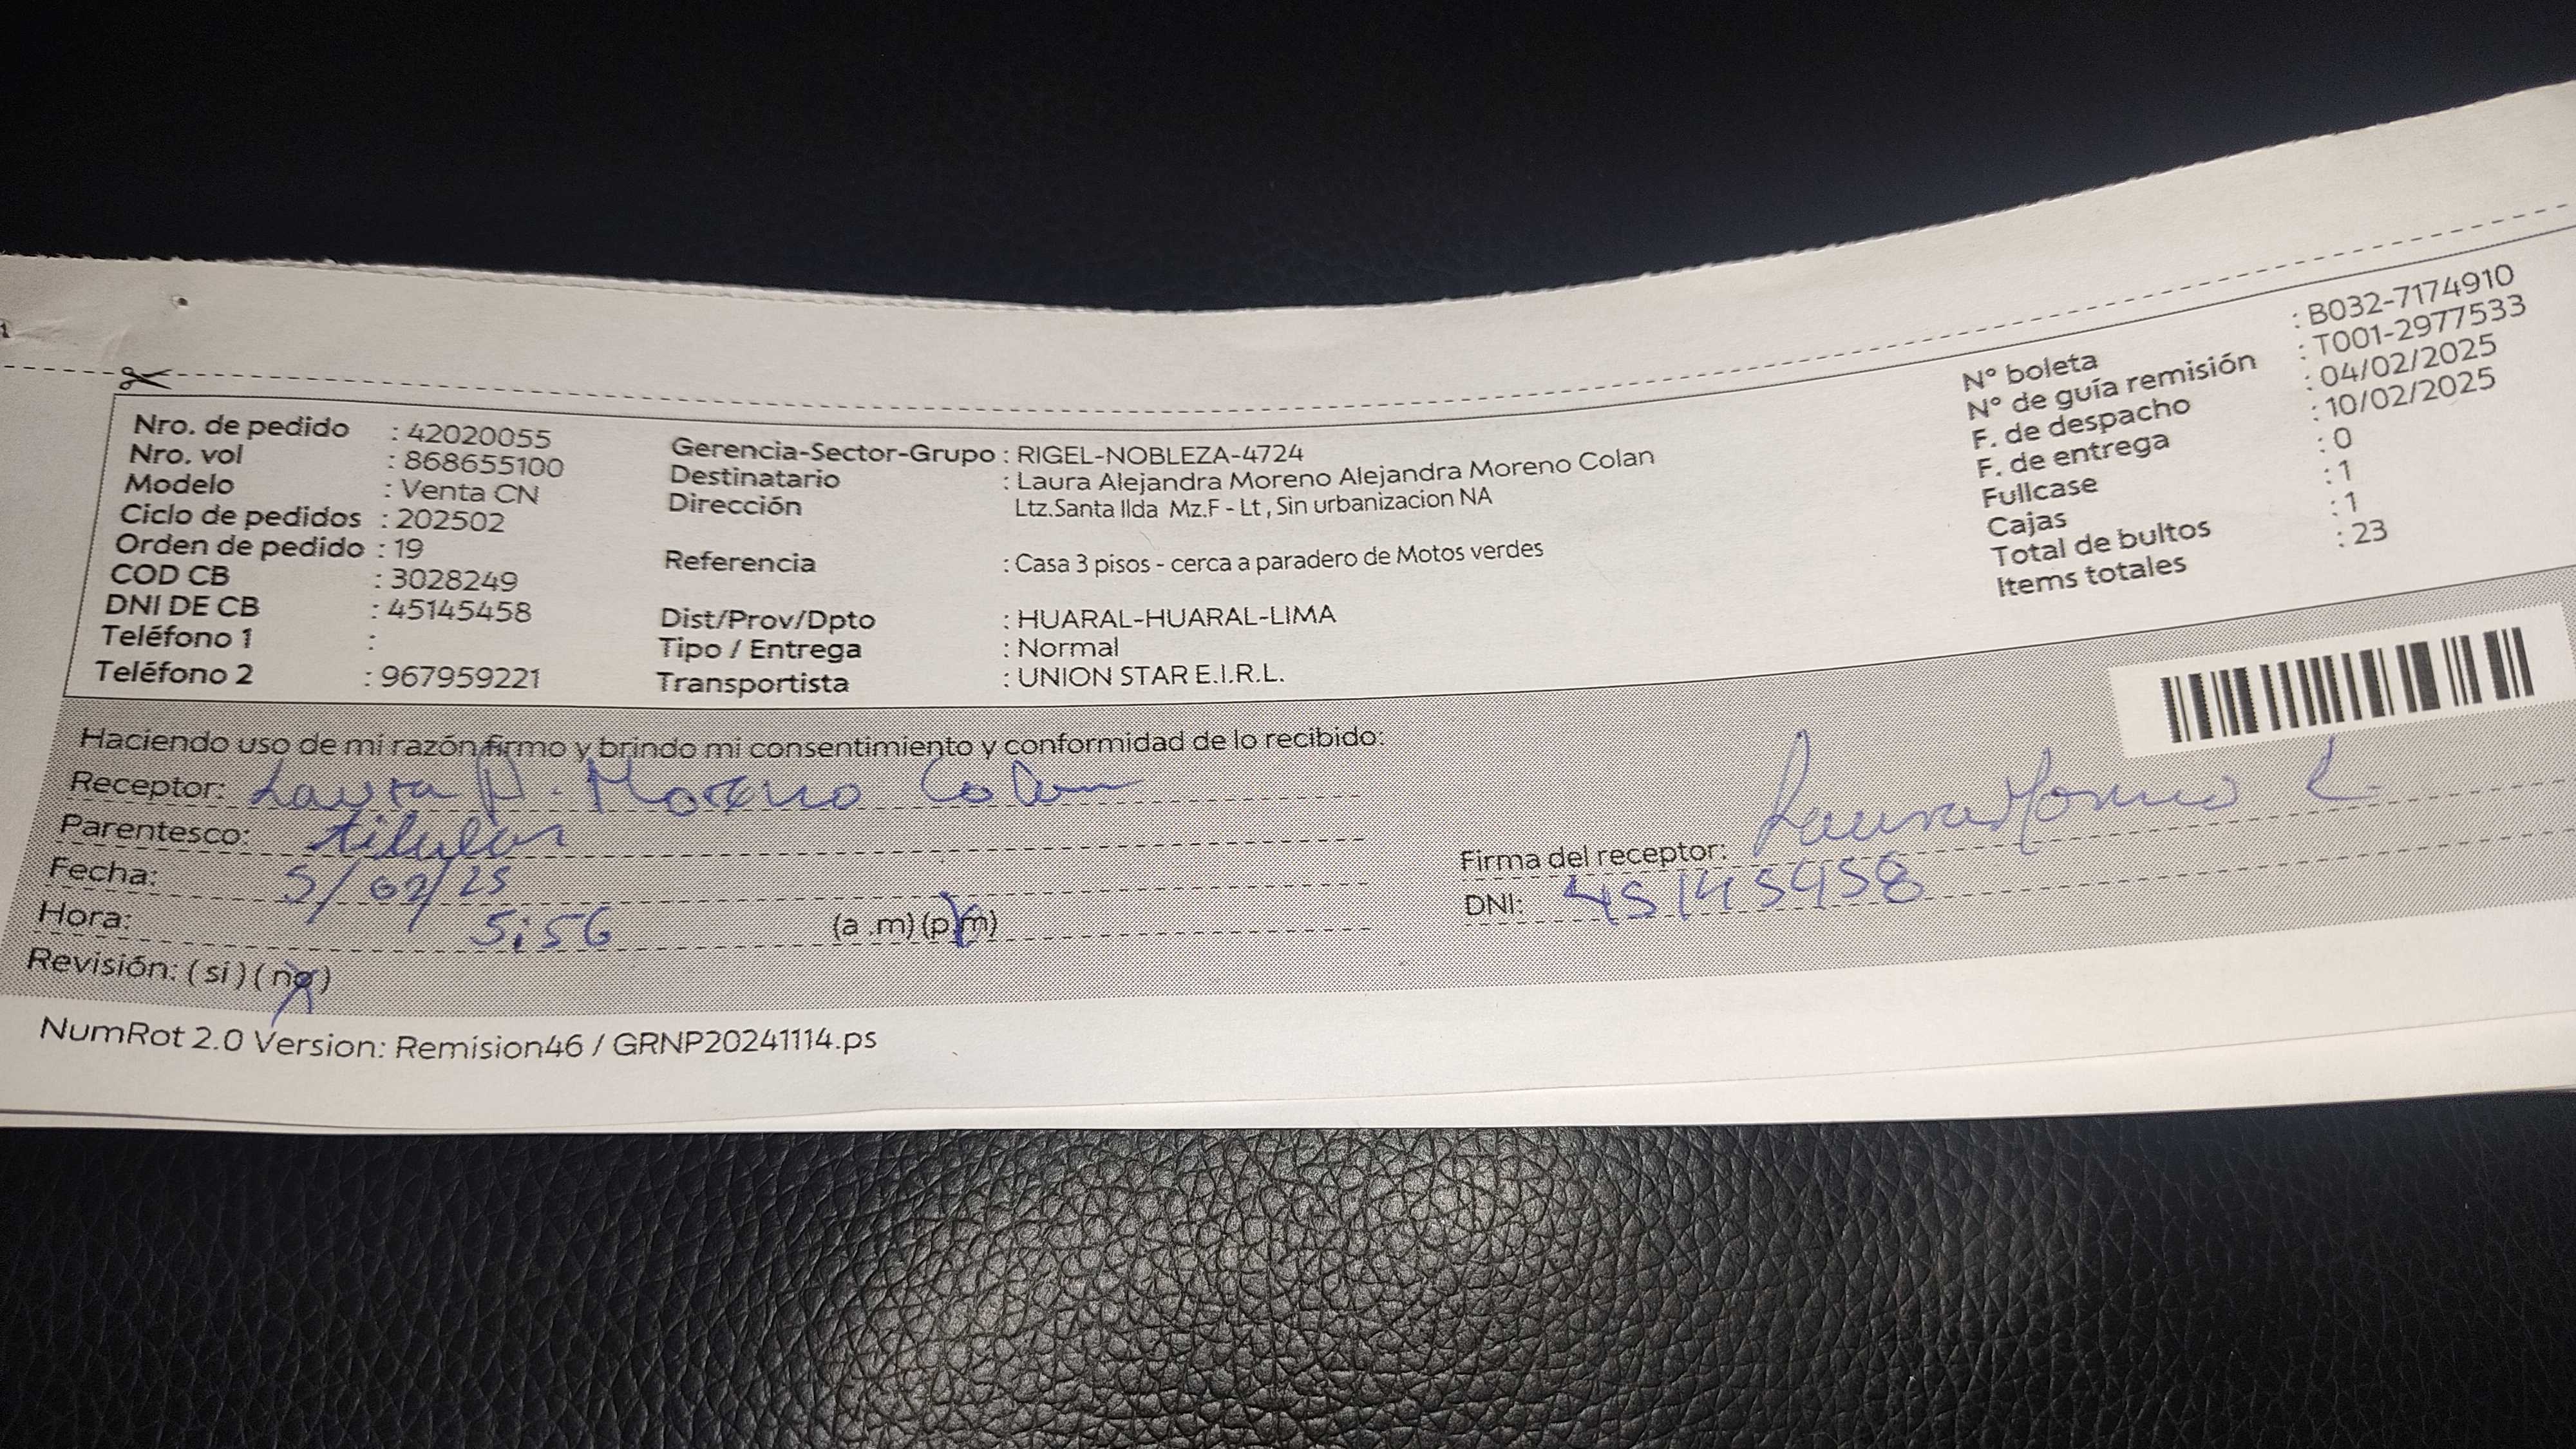 1
Nro. de pedido : 42020055
Nro. vol : 868655100
Modelo : Venta CN
Ciclo de pedidos : 202502
Orden de pedido : 19
COD CB : 3028249
DNI DE CB : 45145458
Teléfono 1 :
Teléfono 2 : 967959221
Gerencia-Sector-Grupo : RIGEL-NOBLEZA-4724
Destinatario : Laura Alejandra Moreno Alejandra Moreno Colan
Dirección Ltz.Santa Ilda Mz.F - Lt , Sin urbanizacion NA
Referencia : Casa 3 pisos - cerca a paradero de Motos verdes
Dist/Prov/Dpto : HUARAL-HUARAL-LIMA
Tipo / Entrega : Normal
Transportista : UNION STAR E.I.R.L.
N° boleta : B032-7174910
N° de guía remisión : T001-2977533
F. de despacho : 04/02/2025
F. de entrega : 10/02/2025
Fullcase : 0
Cajas : 1
Total de bultos : 1
Items totales : 23
Haciendo uso de mi razón firmo y brindo mi consentimiento y conformidad de lo recibido:
Receptor: Laura A. Moreno Colan
Parentesco: titular
Fecha: 5/02/25
Hora: 5:56 (a .m) (p.m)
Revisión: ( si ) ( no )
Firma del receptor: Laura Moreno C.
DNI: 45145458
NumRot 2.0 Version: Remision46 / GRNP20241114.ps